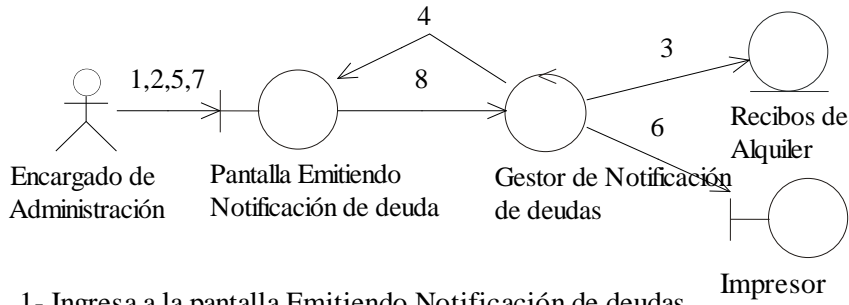 4
3
1,2,5,7
8
6
Recibos de
Alquiler
Encargado de
Administración
Pantalla Emitiendo
Notificación de deuda
Gestor de Notificación
de deudas
Impresor
1- Ingresa a la pantalla Emitiendo Notificación de deudas